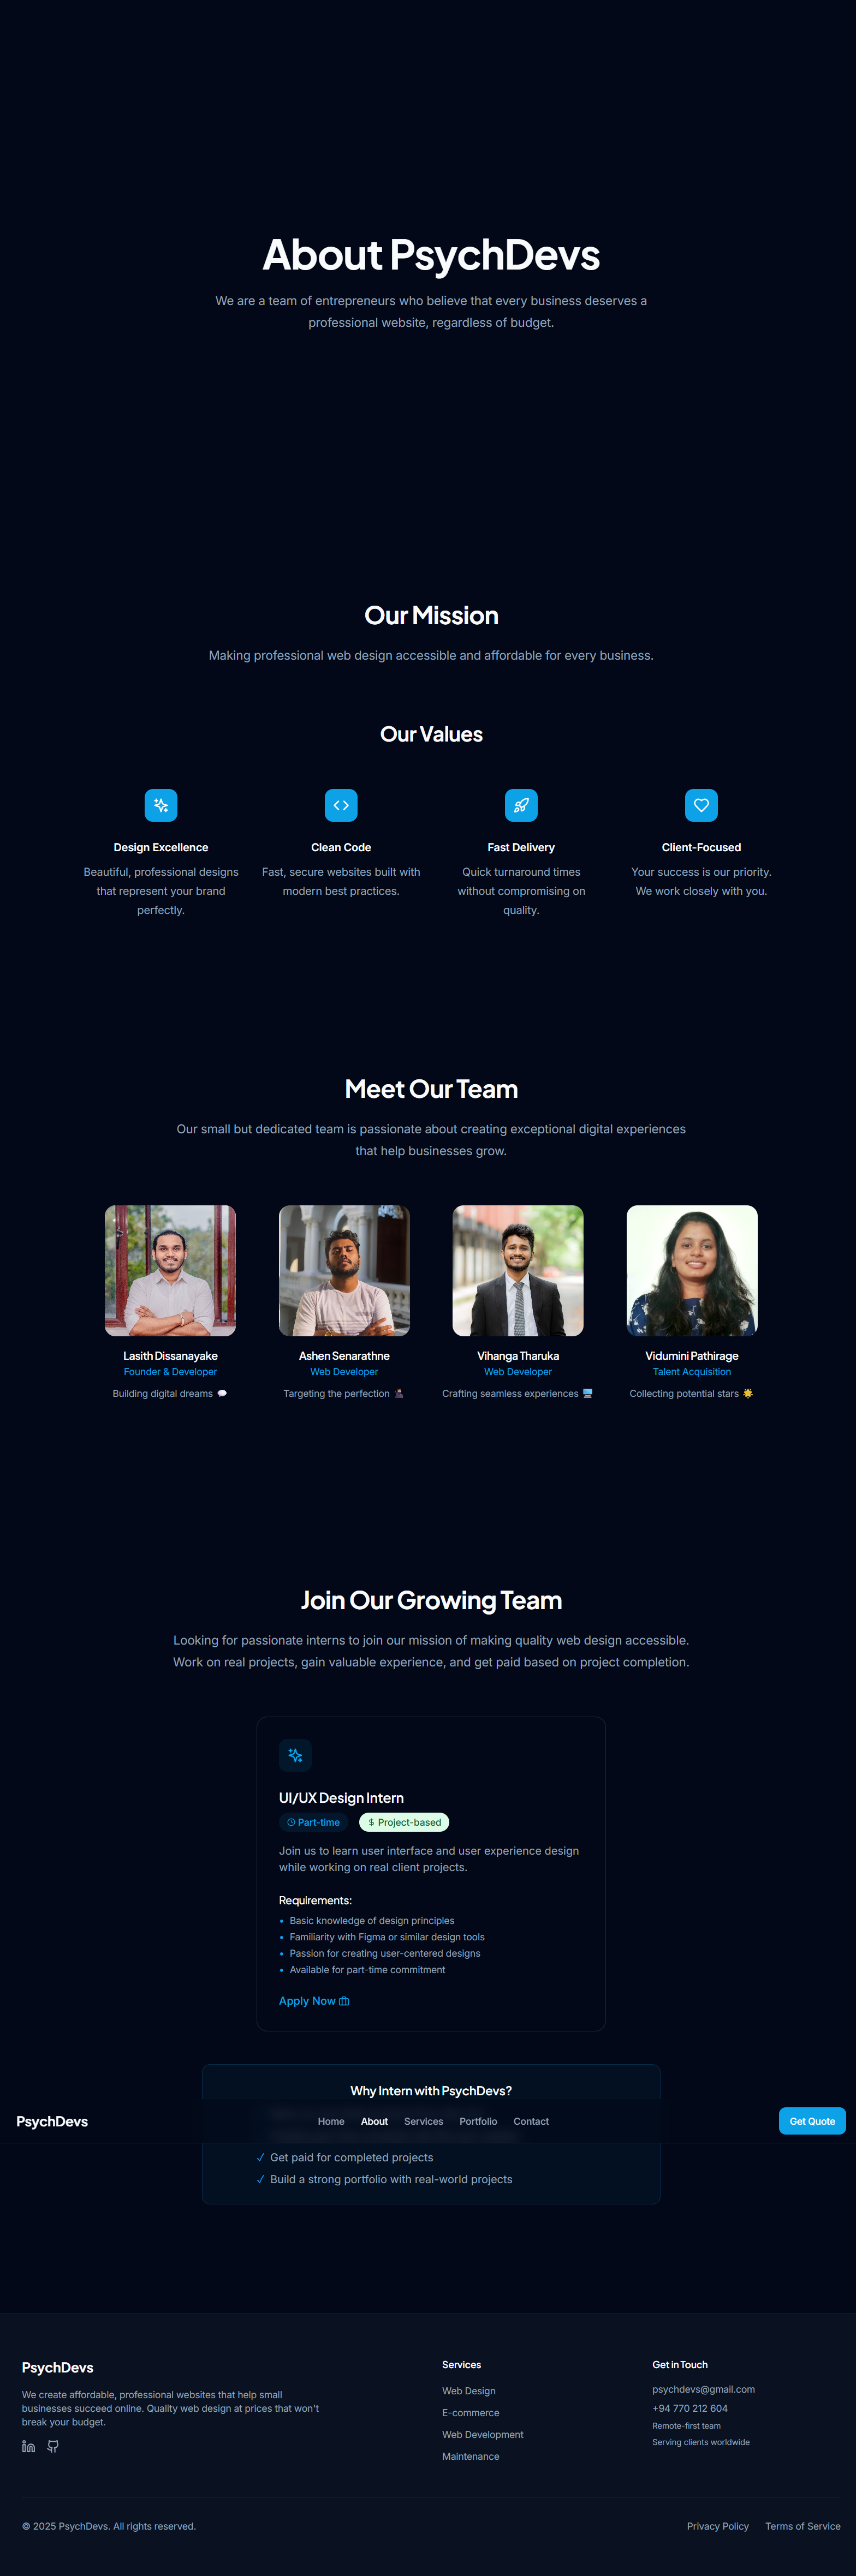 About PsychDevs
We are a team of entrepreneurs who believe that every business deserves a
professional website, regardless of budget.
Our Mission
Making professional web design accessible and affordable for every business.
Our Values
Design Excellence
Beautiful, professional designs
that represent your brand
perfectly.
Clean Code
Fast, secure websites built with
modern best practices.
Fast Delivery
Quick turnaround times
without compromising on
quality.
Client-Focused
Your success is our priority.
We work closely with you.
Meet Our Team
Our small but dedicated team is passionate about creating exceptional digital experiences
that help businesses grow.
Lasith Dissanayake
Founder & Developer
Building digital dreams 💭
Ashen Senarathne
Web Developer
Targeting the perfection
Vihanga Tharuka
Web Developer
Crafting seamless experiences
Vidumini Pathirage
Talent Acquisition
Collecting potential stars 🌟
Join Our Growing Team
Looking for passionate interns to join our mission of making quality web design accessible.
Work on real projects, gain valuable experience, and get paid based on project completion.
UI/UX Design Intern
Part-time
$ Project-based
Join us to learn user interface and user experience design
while working on real client projects.
Requirements:
• Basic knowledge of design principles
• Familiarity with Figma or similar design tools
• Passion for creating user-centered designs
• Available for part-time commitment
Apply Now
Why Intern with PsychDevs?
PsychDevs
Home About Services Portfolio Contact
Get Quote
✓ Get paid for completed projects
✓ Build a strong portfolio with real-world projects
PsychDevs
We create affordable, professional websites that help small
businesses succeed online. Quality web design at prices that won't
break your budget.
Services
Web Design
E-commerce
Web Development
Maintenance
Get in Touch
psychdevs@gmail.com
+94 770 212 604
Remote-first team
Serving clients worldwide
© 2025 PsychDevs. All rights reserved.
Privacy Policy
Terms of Service